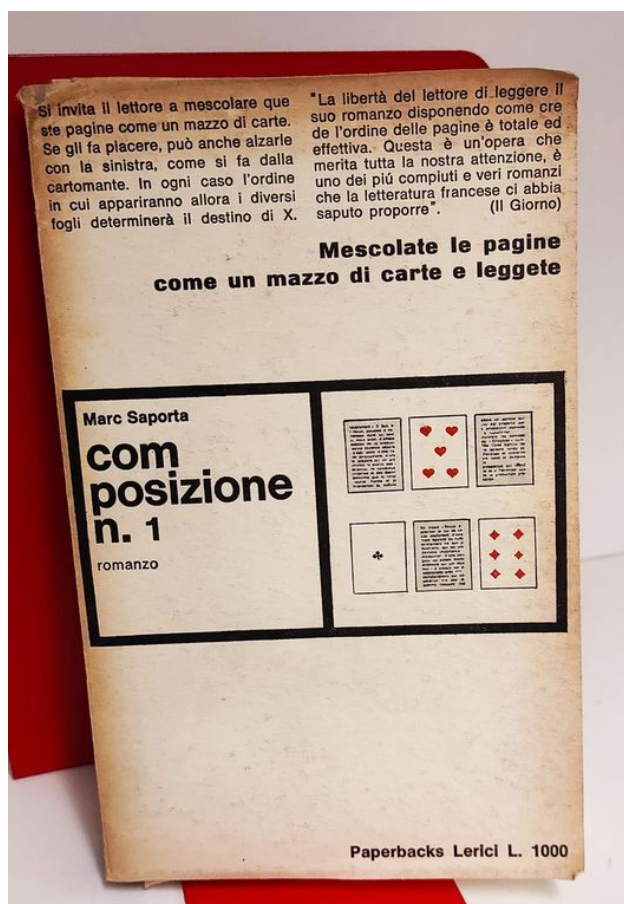 Si invita il lettore a mescolare que
ste pagine come un mazzo di carte.
Se gli fa piacere, può anche alzarle
con la sinistra, come si fa dalla
cartomante. In ogni caso l'ordine
in cui appariranno allora i diversi
fogli determinerà il destino di X.
"La libertà del lettore di leggere il
suo romanzo disponendo come cre
de l'ordine delle pagine è totale ed
effettiva. Questa è un'opera che
merita tutta la nostra attenzione, è
uno dei piú compiuti e veri romanzi
che la letteratura francese ci abbia
saputo proporre". (Il Giorno)
Mescolate le pagine
come un mazzo di carte e leggete
Marc Saporta
com
posizione
n. 1
romanzo
Paperbacks Lerici L. 1000